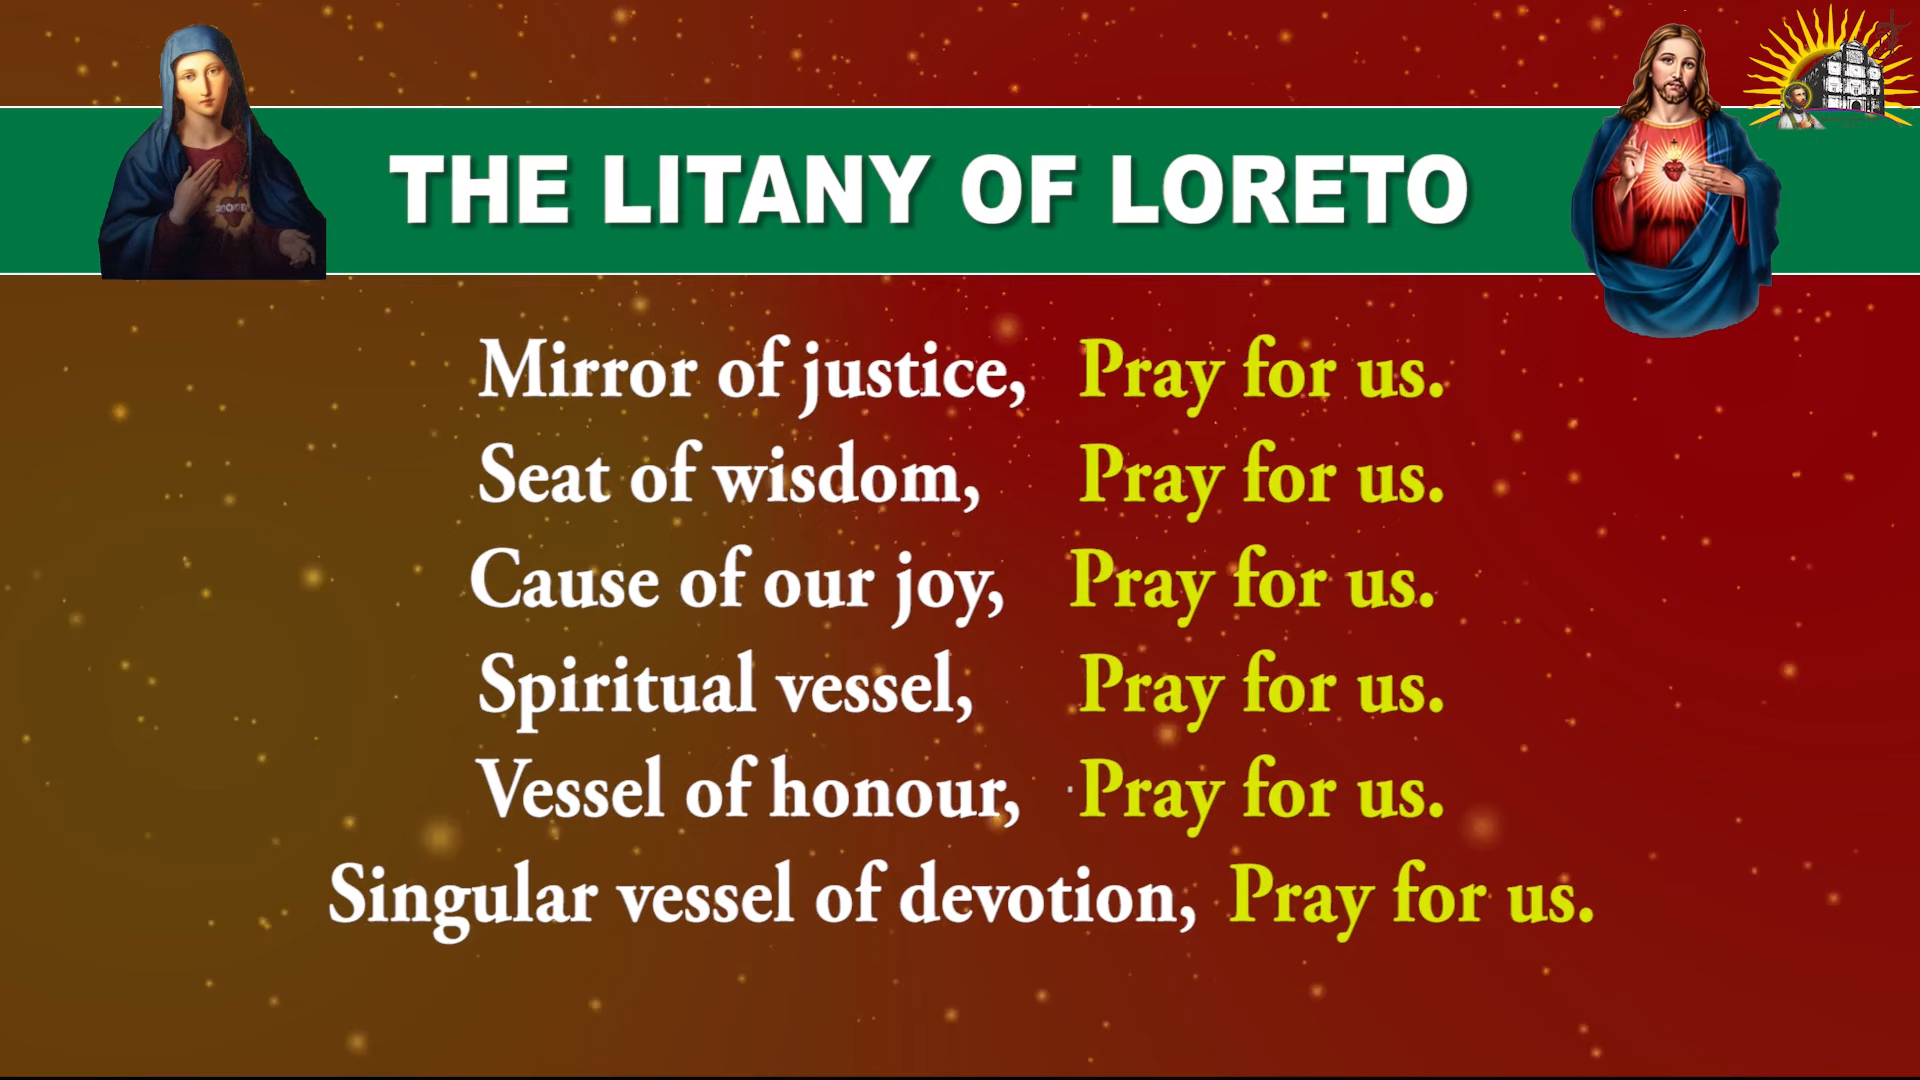 THE LITANY OF LORETO
Mirror of justice, Pray for us.
Seat of wisdom, Pray for us.
Cause of our joy, Pray for us.
Spiritual vessel, Pray for us.
Vessel of honour, Pray for us.
Singular vessel of devotion, Pray for us.